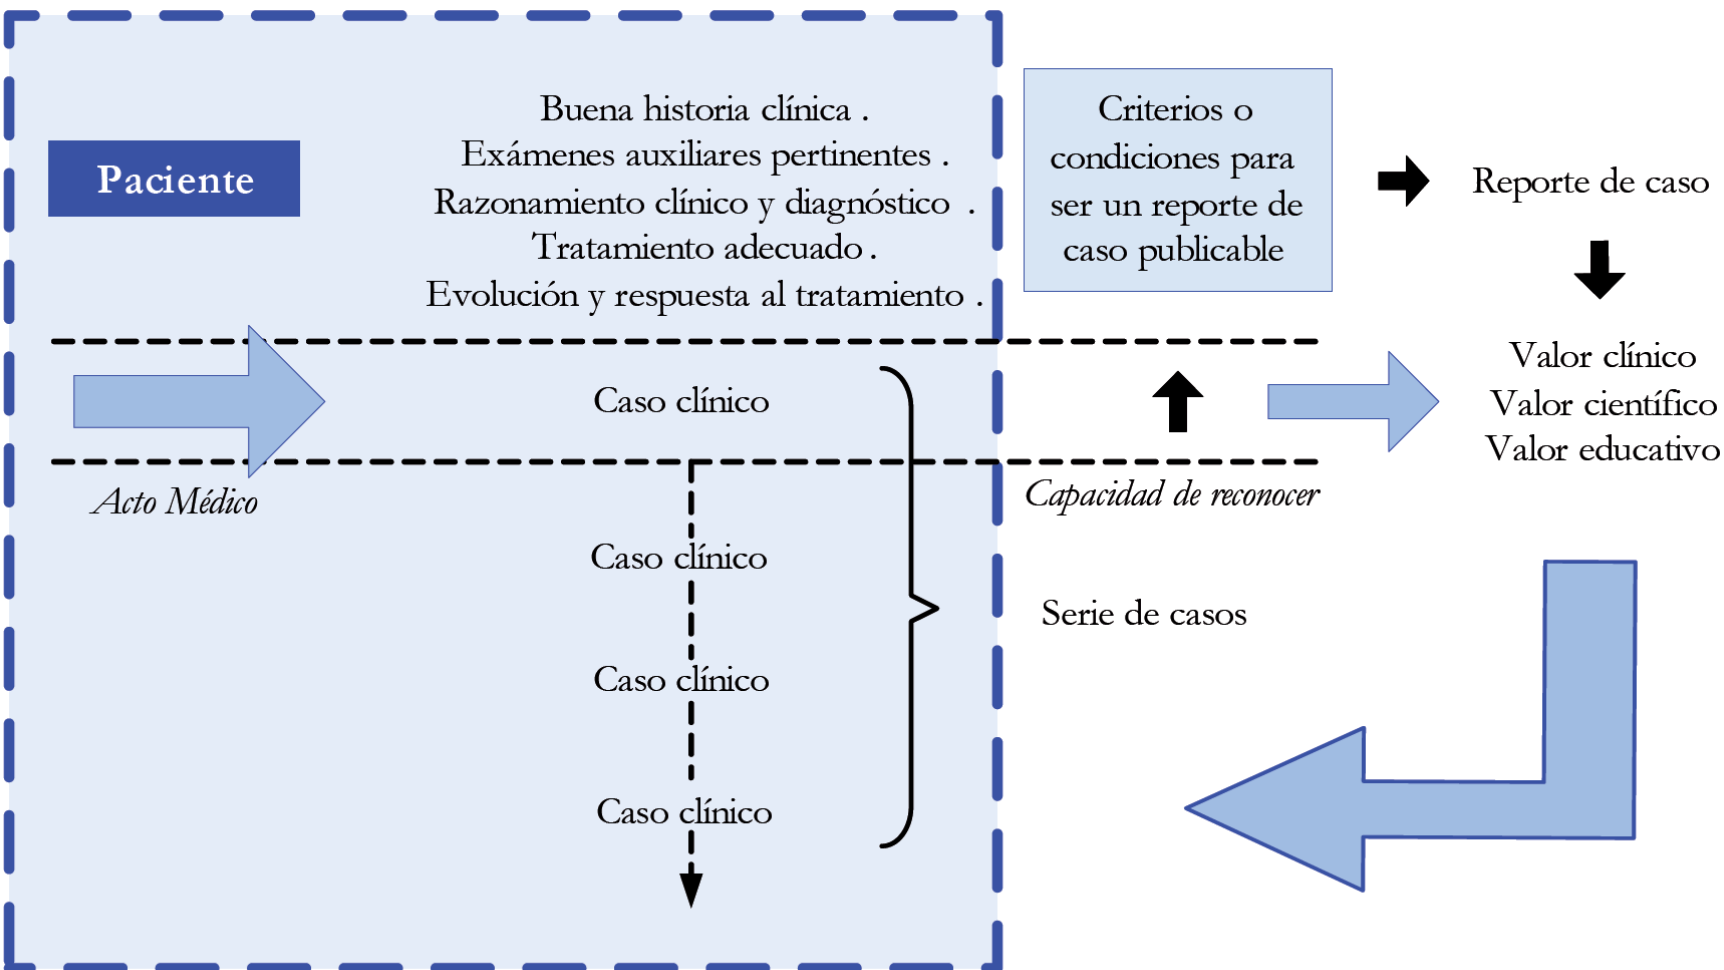 Paciente
Buena historia clínica .
Exámenes auxiliares pertinentes .
Razonamiento clínico y diagnóstico .
Tratamiento adecuado .
Evolución y respuesta al tratamiento .
Criterios o
condiciones para
ser un reporte de
caso publicable
Reporte de caso
Valor clínico
Valor científico
Valor educativo
Caso clínico
Acto Médico
Capacidad de reconocer
Caso clínico
Serie de casos
Caso clínico
Caso clínico